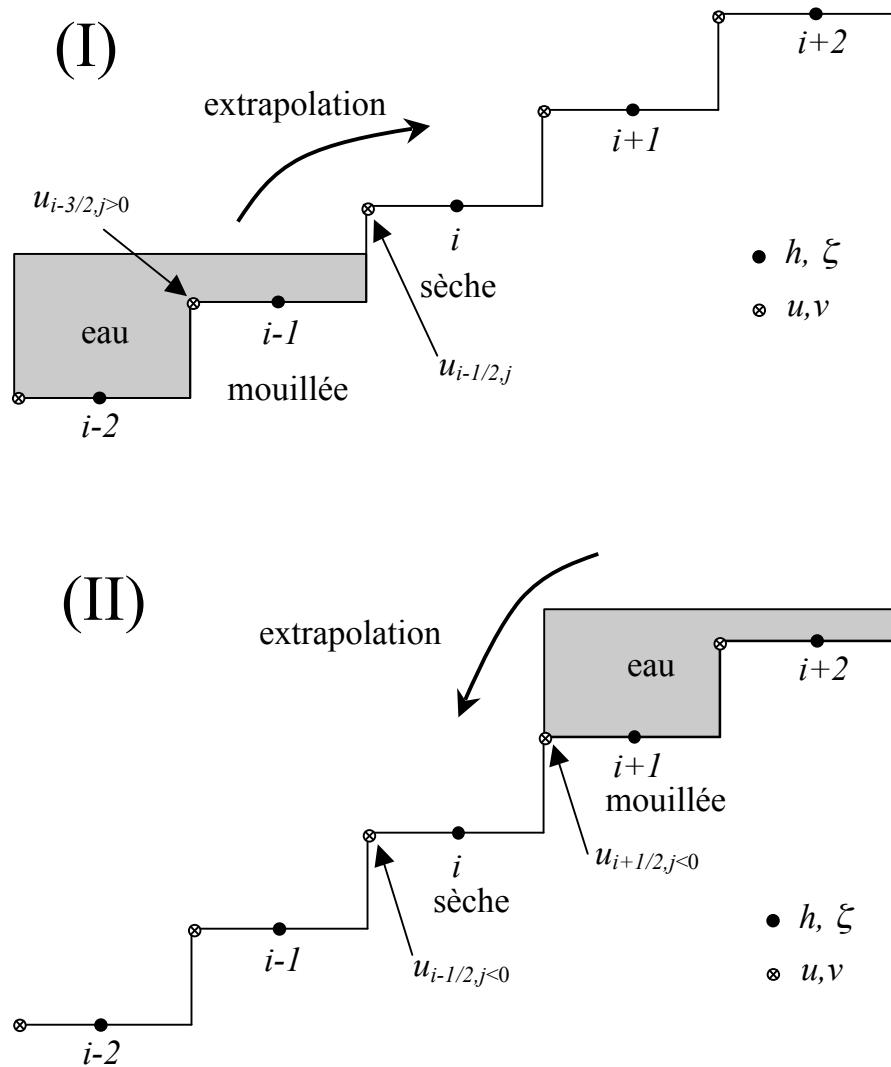 (I)
i+2
extrapolation
i+1
u_{i-3/2,j>0}
i
h, ζ
sèche
u,v
eau
i-1
u_{i-1/2,j}
mouillée
i-2
(II)
extrapolation
eau
i+2
i+1
mouillée
i
u_{i+1/2,j<0}
sèche
h, ζ
i-1
u_{i-1/2,j<0}
u,v
i-2